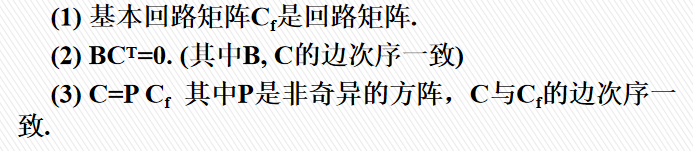 (1) 基本回路矩阵Cf是回路矩阵.
(2) BCT=0. (其中B, C的边次序一致)
(3) C=P Cf 其中P是非奇异的方阵，C与Cf的边次序一
致.